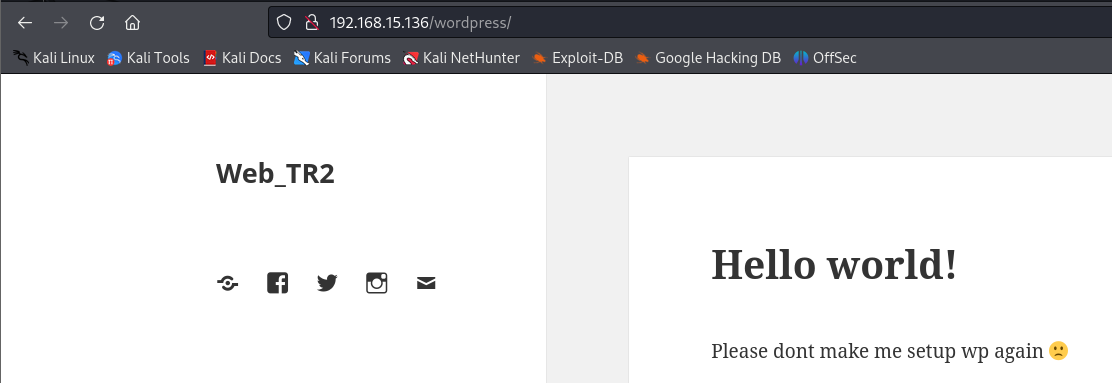 192.168.15.136/wordpress/
Kali Linux Kali Tools Kali Docs Kali Forums Kali NetHunter Exploit-DB Google Hacking DB OffSec
Web_TR2
Hello world!
Please dont make me setup wp again 🙁